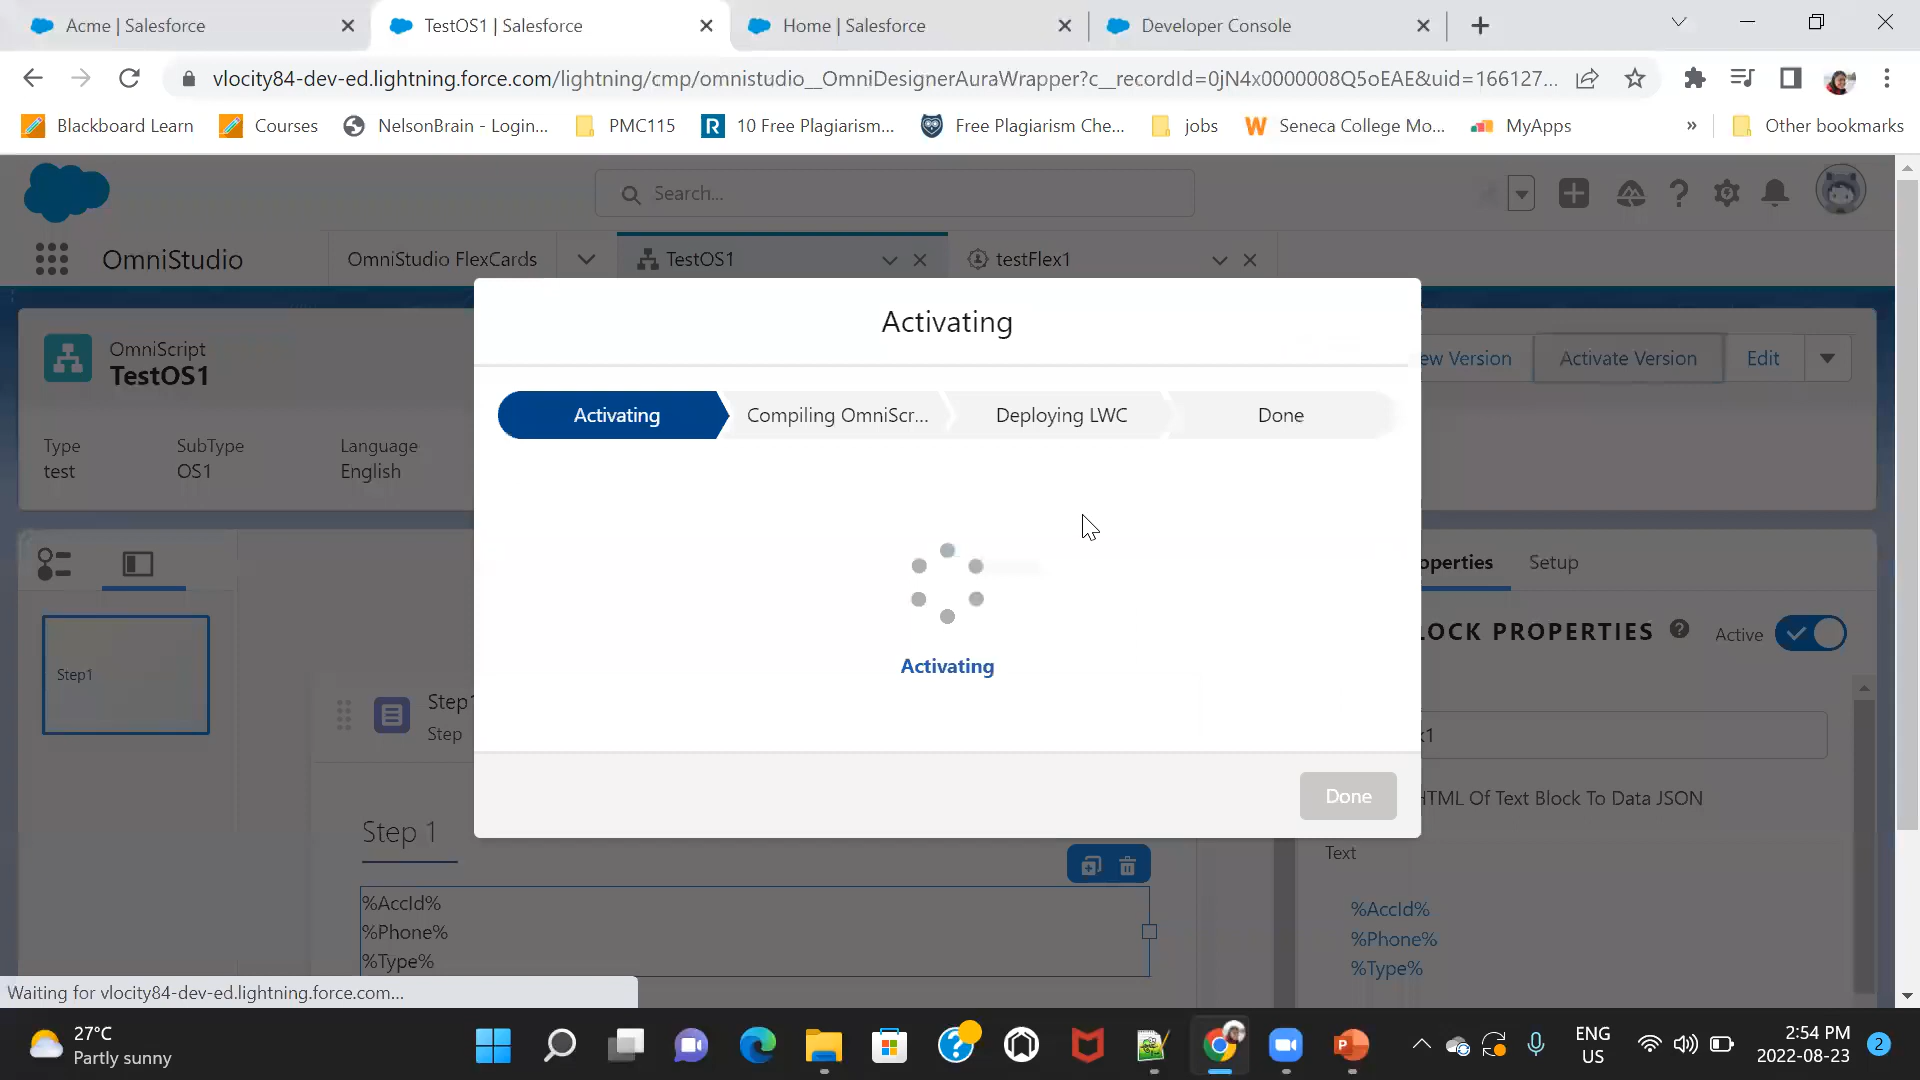 Acme | Salesforce
TestOS1 | Salesforce
Home | Salesforce
Developer Console
vlocity84-dev-ed.lightning.force.com/lightning/cmp/omnistudio__OmniDesignerAuraWrapper?c__recordId=0jN4x0000008Q5oEAE&uid=166127...
Blackboard Learn
Courses
NelsonBrain - Login...
PMC115
R
10 Free Plagiarism...
Free Plagiarism Che...
jobs
W
Seneca College Mo...
MyApps
»
Other bookmarks
Search...
OmniStudio
OmniStudio FlexCards
TestOS1
testFlex1
Activating
OmniScript
TestOS1
ew Version
Activate Version
Edit
Activating
Compiling OmniScr...
Deploying LWC
Done
Type
SubType
Language
test
OS1
English
operties
Setup
LOCK PROPERTIES
Active
Step1
Activating
Step1
Step
k1
Done
HTML Of Text Block To Data JSON
Step 1
Text
%AccId%
%Phone%
%Type%
%AccId%
%Phone%
%Type%
Waiting for vlocity84-dev-ed.lightning.force.com...
27°C
Partly sunny
ENG
US
2:54 PM
2022-08-23
2